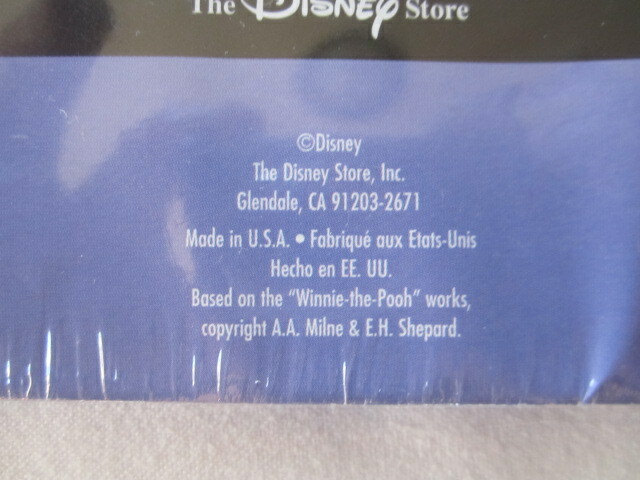 The Disney Store
©Disney
The Disney Store, Inc.
Glendale, CA 91203-2671
Made in U.S.A. • Fabriqué aux Etats-Unis
Hecho en EE. UU.
Based on the "Winnie-the-Pooh" works,
copyright A.A. Milne & E.H. Shepard.